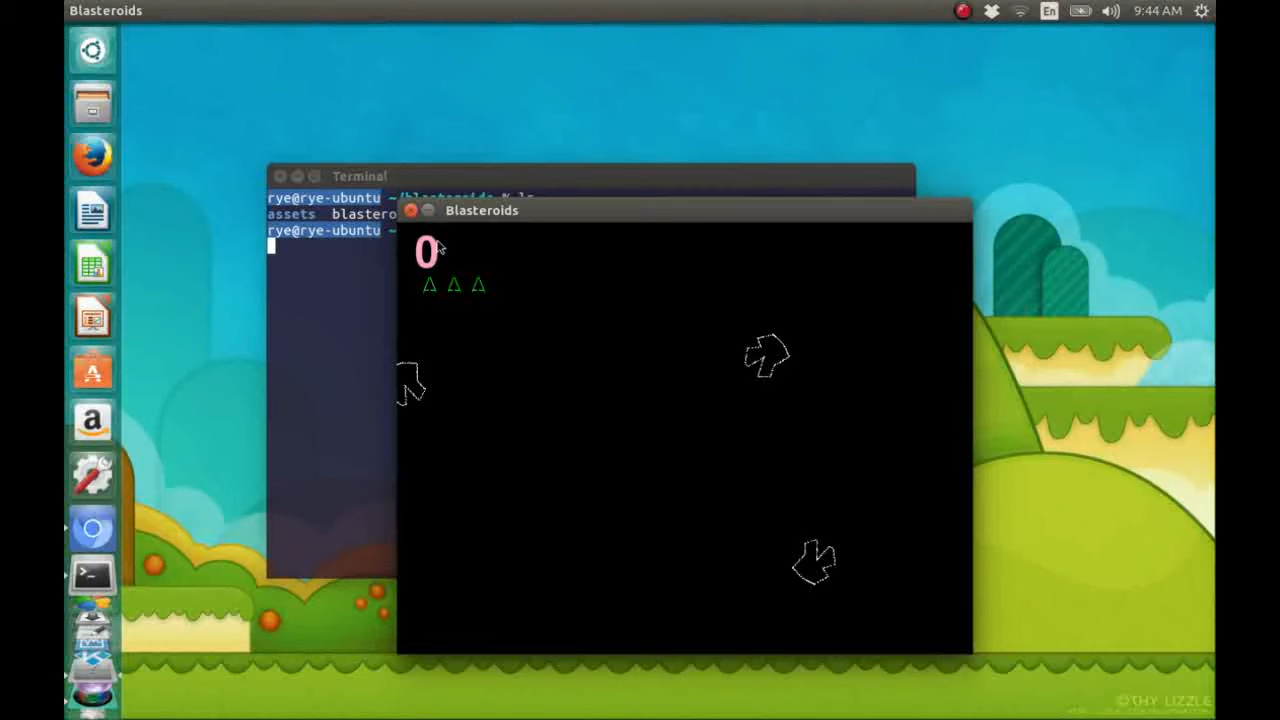 Blasteroids
En
9:44 AM
Terminal
rye@rye-ubuntu
assets blastero
rye@rye-ubuntu ~
Blasteroids
0
©THY LIZZLE